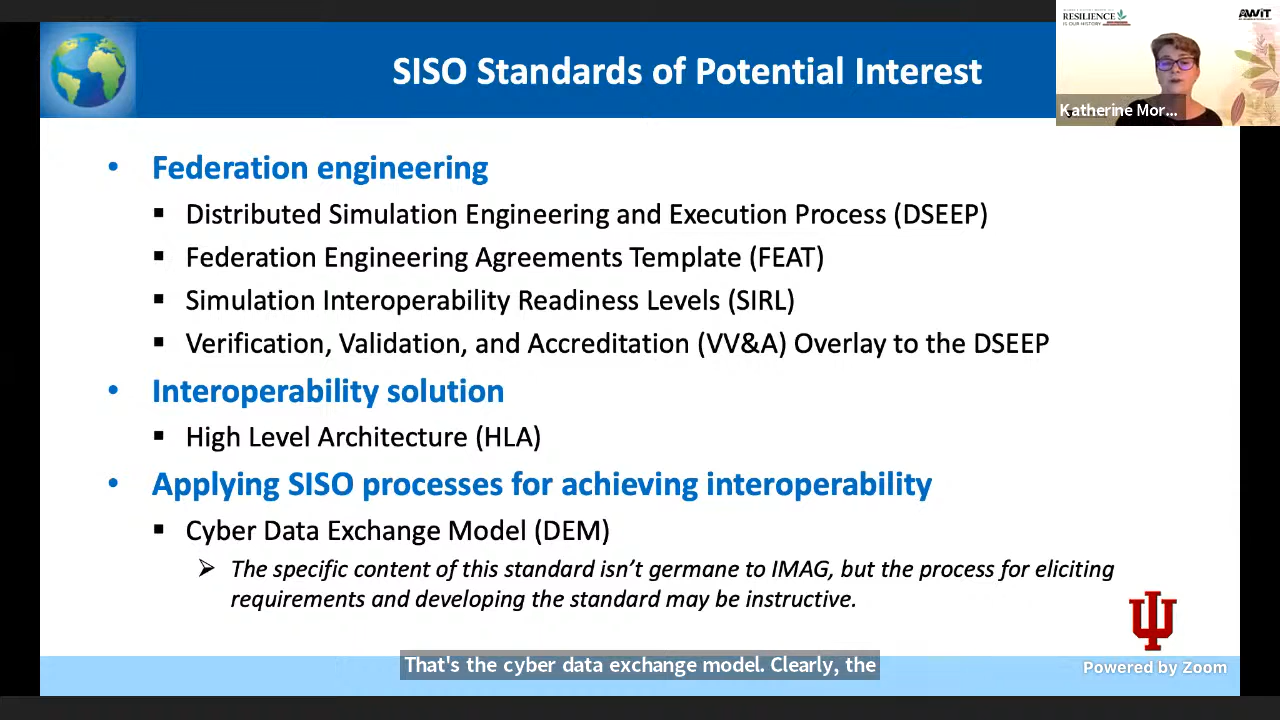 SISO Standards of Potential Interest
RESILIENCE
IS OUR HISTORY
AWIT
Katherine Mor...
• Federation engineering
▪ Distributed Simulation Engineering and Execution Process (DSEEP)
▪ Federation Engineering Agreements Template (FEAT)
▪ Simulation Interoperability Readiness Levels (SIRL)
▪ Verification, Validation, and Accreditation (VV&A) Overlay to the DSEEP
• Interoperability solution
▪ High Level Architecture (HLA)
• Applying SISO processes for achieving interoperability
▪ Cyber Data Exchange Model (DEM)
➢ The specific content of this standard isn't germane to IMAG, but the process for eliciting
requirements and developing the standard may be instructive.
That's the cyber data exchange model. Clearly, the
Powered by Zoom